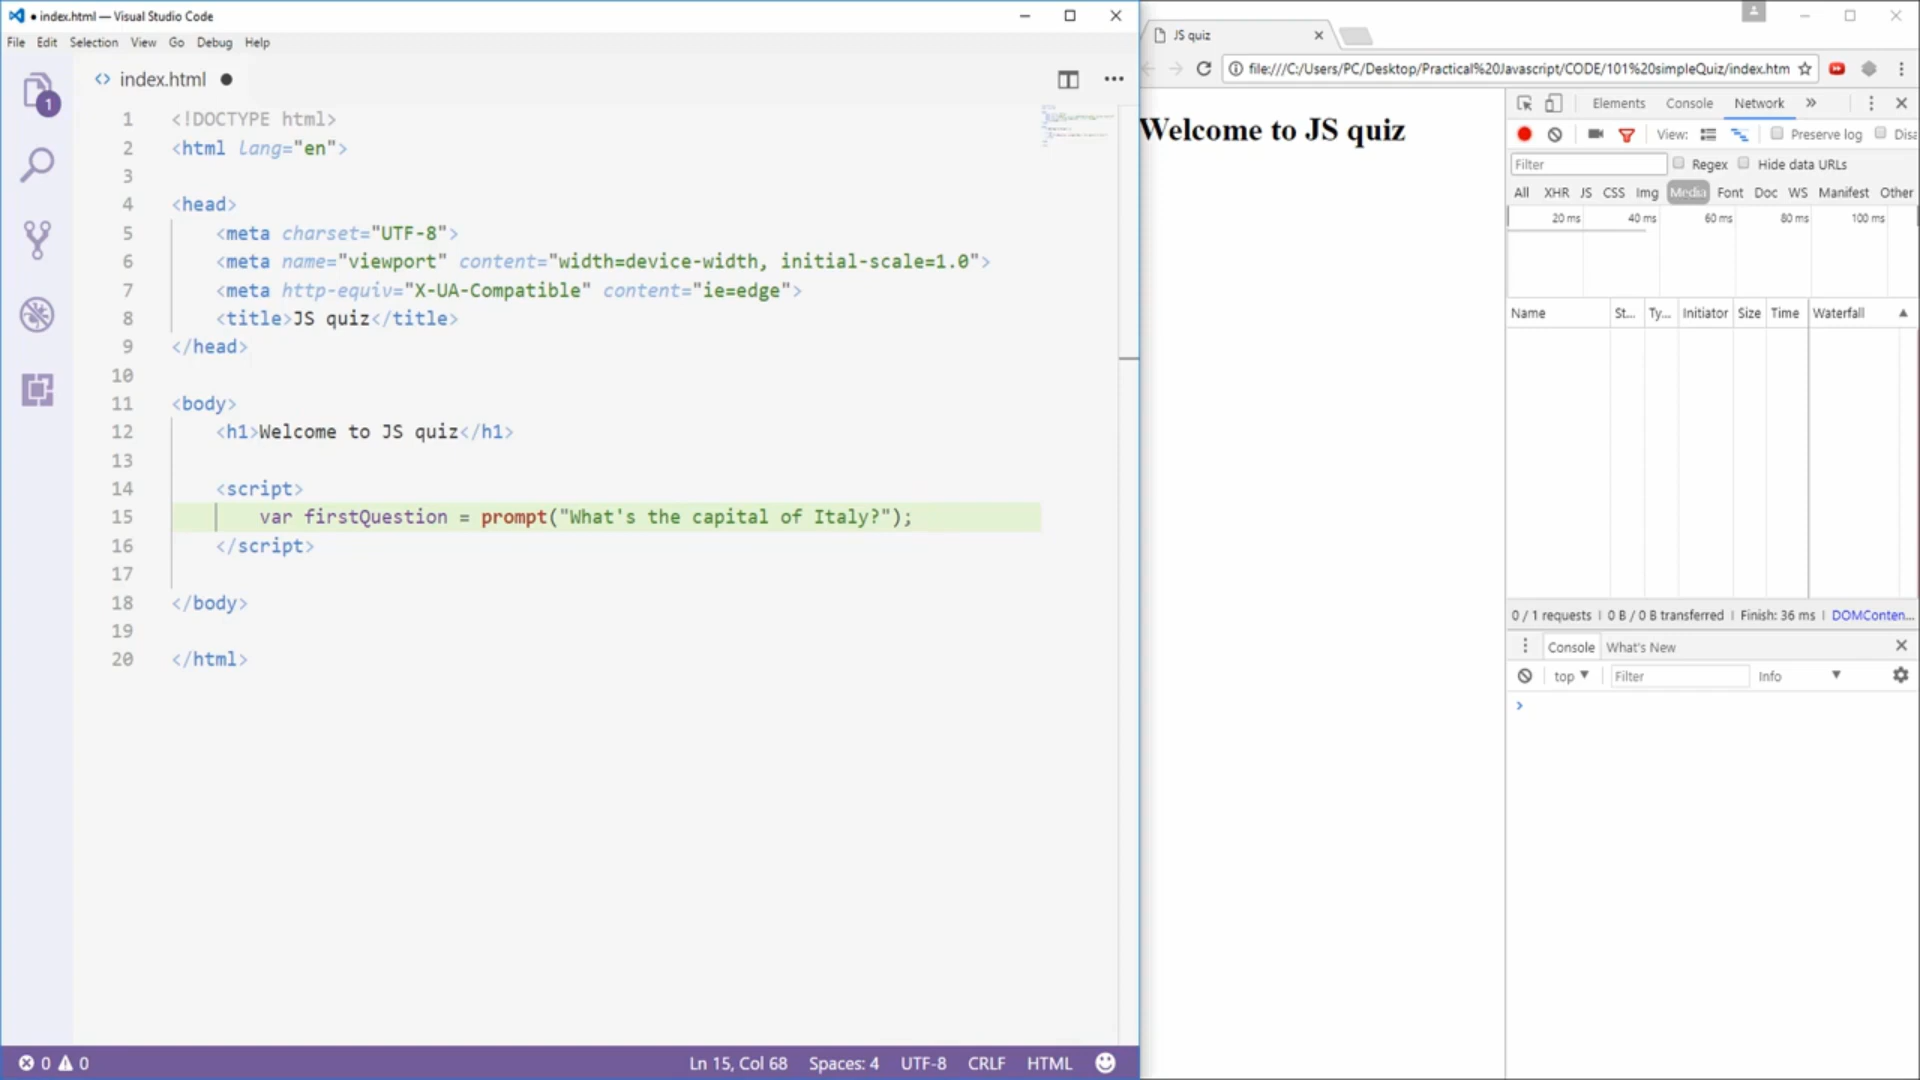 ● index.html — Visual Studio Code
File Edit Selection View Go Debug Help
1
<> index.html ●
1 <!DOCTYPE html>
2 <html lang="en">
3
4 <head>
5 <meta charset="UTF-8">
6 <meta name="viewport" content="width=device-width, initial-scale=1.0">
7 <meta http-equiv="X-UA-Compatible" content="ie=edge">
8 <title>JS quiz</title>
9 </head>
10
11 <body>
12 <h1>Welcome to JS quiz</h1>
13
14 <script>
15 var firstQuestion = prompt("What's the capital of Italy?");
16 </script>
17
18 </body>
19
20 </html>
0 0
Ln 15, Col 68 Spaces: 4 UTF-8 CRLF HTML
JS quiz
file:///C:/Users/PC/Desktop/Practical%20Javascript/CODE/101%20simpleQuiz/index.htm
Welcome to JS quiz
Elements Console Network »
View: Preserve log Disa
Filter Regex Hide data URLs
All XHR JS CSS Img Media Font Doc WS Manifest Other
20 ms 40 ms 60 ms 80 ms 100 ms
Name St... Ty... Initiator Size Time Waterfall ▲
0 / 1 requests | 0 B / 0 B transferred | Finish: 36 ms | DOMConten...
Console What's New
top ▼ Filter Info ▼
>